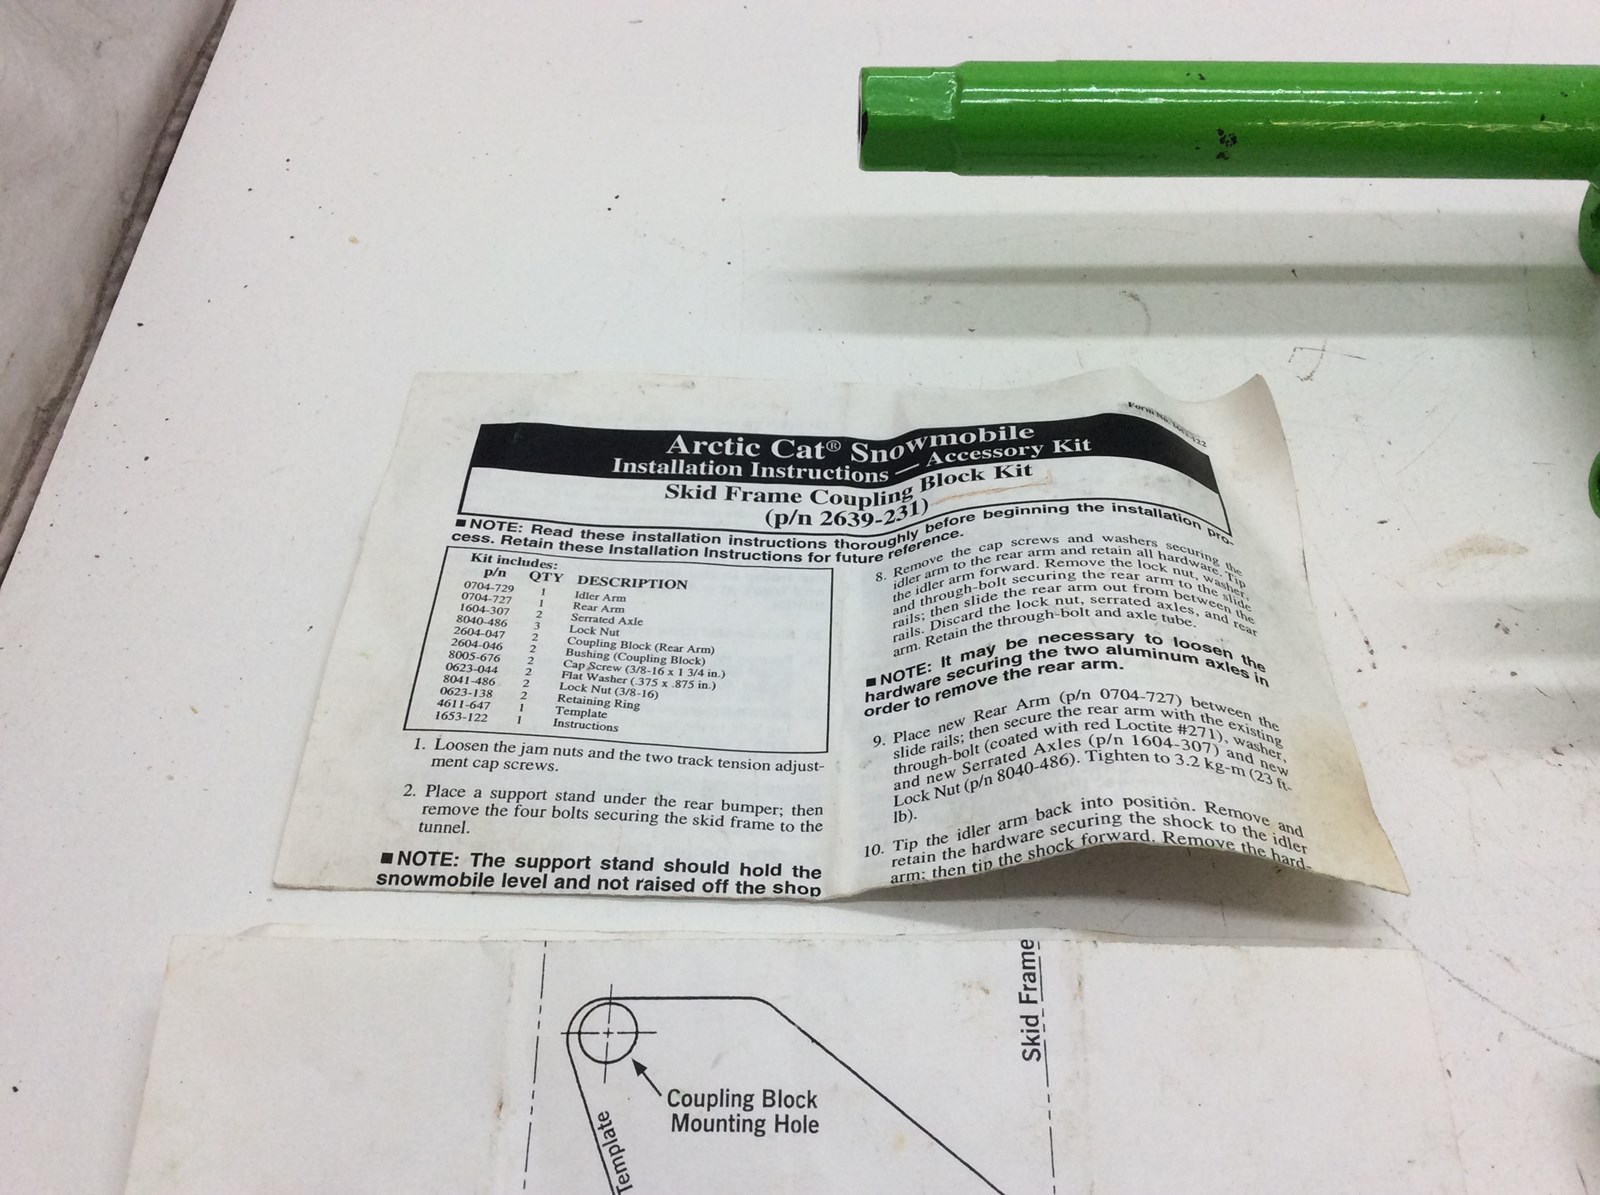 Form No. 1653-122
Arctic Cat® Snowmobile
Installation Instructions — Accessory Kit
Skid Frame Coupling Block Kit
(p/n 2639-231)
■ NOTE: Read these installation instructions thoroughly before beginning the installation pro-
cess. Retain these Installation Instructions for future reference.
Kit includes:
p/n QTY DESCRIPTION
0704-729 1 Idler Arm
0704-727 1 Rear Arm
1604-307 2 Serrated Axle
8040-486 3 Lock Nut
2604-047 2 Coupling Block (Rear Arm)
2604-046 2 Bushing (Coupling Block)
8005-676 2 Cap Screw (3/8-16 x 1 3/4 in.)
0623-044 2 Flat Washer (.375 x .875 in.)
8041-486 2 Lock Nut (3/8-16)
0623-138 2 Retaining Ring
4611-647 1 Template
1653-122 1 Instructions
1. Loosen the jam nuts and the two track tension adjust-
ment cap screws.
2. Place a support stand under the rear bumper; then
remove the four bolts securing the skid frame to the
tunnel.
■ NOTE: The support stand should hold the
snowmobile level and not raised off the shop
8. Remove the cap screws and washers securing the
idler arm to the rear arm and retain all hardware. Tip
the idler arm forward. Remove the lock nut, washer,
and through-bolt securing the rear arm to the slide
rails; then slide the rear arm out from between the
rails. Discard the lock nut, serrated axles, and rear
arm. Retain the through-bolt and axle tube.
■ NOTE: It may be necessary to loosen the
hardware securing the two aluminum axles in
order to remove the rear arm.
9. Place new Rear Arm (p/n 0704-727) between the
slide rails; then secure the rear arm with the existing
through-bolt (coated with red Loctite #271), washer,
and new Serrated Axles (p/n 1604-307) and new
Lock Nut (p/n 8040-486). Tighten to 3.2 kg-m (23 ft-
lb).
10. Tip the idler arm back into position. Remove and
retain the hardware securing the shock to the idler
arm; then tip the shock forward. Remove the hard-
Coupling Block
Mounting Hole
Template
Skid Frame